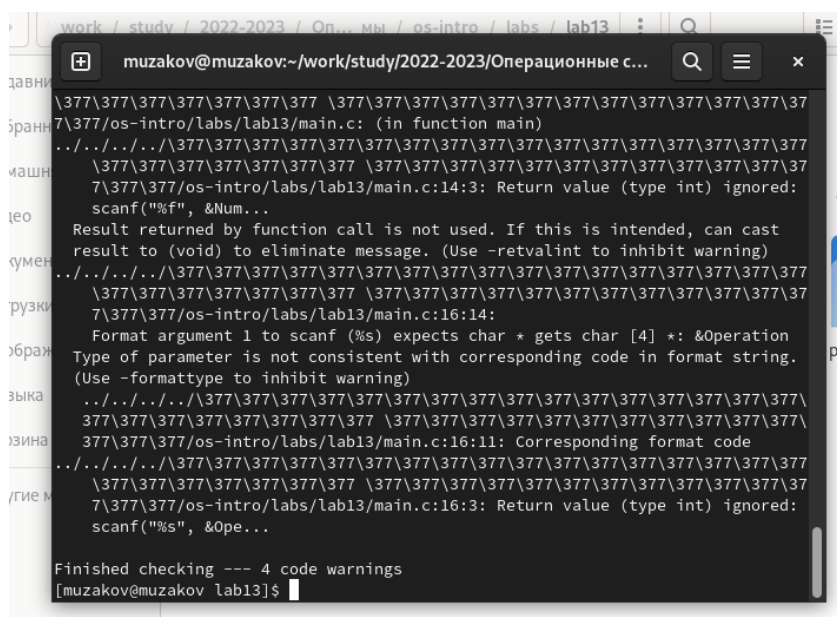 work / study / 2022-2023 / Оп… мы / os-intro / labs / lab13
muzakov@muzakov:~/work/study/2022-2023/Операционные с...
\377\377\377\377\377\377\377 \377\377\377\377\377\377\377\377\377\377\377\37
7\377/os-intro/labs/lab13/main.c: (in function main)
../../../../\377\377\377\377\377\377\377\377\377\377\377\377\377\377\377\377
\377\377\377\377\377\377\377 \377\377\377\377\377\377\377\377\377\377\377\37
7\377\377/os-intro/labs/lab13/main.c:14:3: Return value (type int) ignored:
scanf("%f", &Num...
Result returned by function call is not used. If this is intended, can cast
result to (void) to eliminate message. (Use -retvalint to inhibit warning)
../../../../\377\377\377\377\377\377\377\377\377\377\377\377\377\377\377\377
\377\377\377\377\377\377\377 \377\377\377\377\377\377\377\377\377\377\377\37
7\377\377/os-intro/labs/lab13/main.c:16:14:
Format argument 1 to scanf (%s) expects char * gets char [4] *: &Operation
Type of parameter is not consistent with corresponding code in format string.
(Use -formattype to inhibit warning)
../../../../\377\377\377\377\377\377\377\377\377\377\377\377\377\377\377\
377\377\377\377\377\377\377\377 \377\377\377\377\377\377\377\377\377\377\
377\377\377/os-intro/labs/lab13/main.c:16:11: Corresponding format code
../../../../\377\377\377\377\377\377\377\377\377\377\377\377\377\377\377\377
\377\377\377\377\377\377\377 \377\377\377\377\377\377\377\377\377\377\377\37
7\377\377/os-intro/labs/lab13/main.c:16:3: Return value (type int) ignored:
scanf("%s", &Ope...
Finished checking --- 4 code warnings
[muzakov@muzakov lab13]$